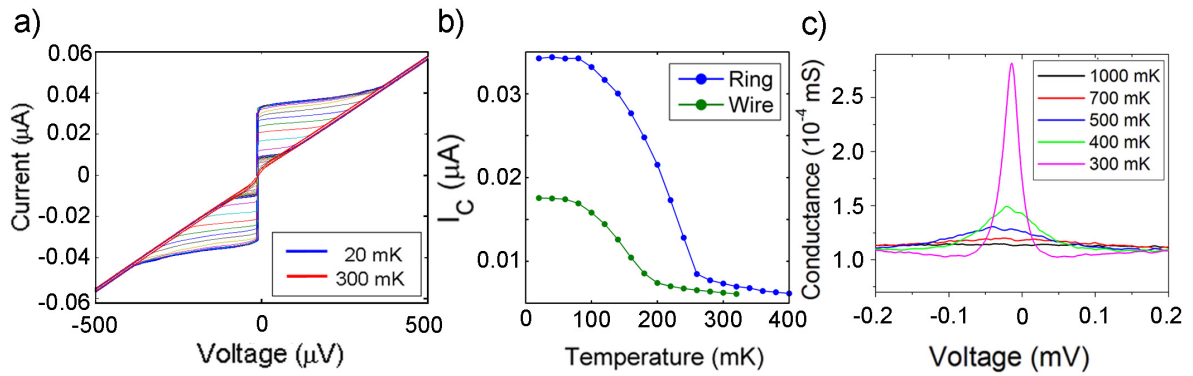 a)
0.06
0.04
0.02
0
-0.02
-0.04
-0.06
Current (μA)
-500
0
500
Voltage (μV)
20 mK
300 mK
b)
0.03
0.02
0.01
I_C (μA)
0
100
200
300
400
Temperature (mK)
Ring
Wire
c)
2.5
2.0
1.5
1.0
Conductance (10⁻⁴ mS)
-0.2
-0.1
0
0.1
0.2
Voltage (mV)
1000 mK
700 mK
500 mK
400 mK
300 mK